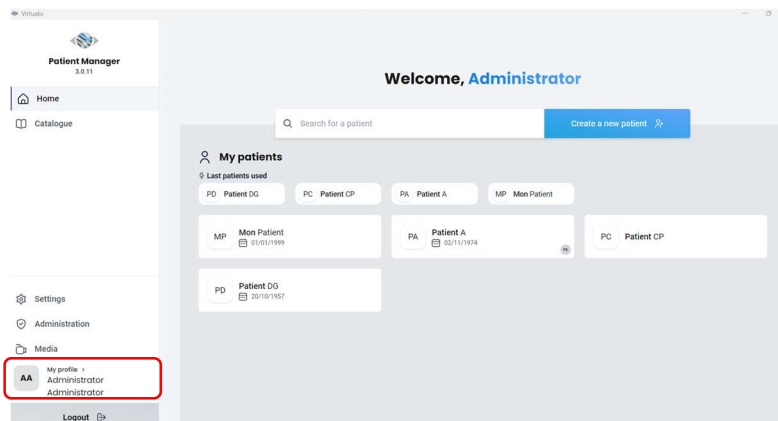 Virtualis
Patient Manager
3.0.11
Home
Catalogue
Settings
Administration
Media
AA
My profile >
Administrator
Administrator
Logout
Welcome, Administrator
Search for a patient
Create a new patient
My patients
Last patients used
PD Patient DG
PC Patient CP
PA Patient A
MP Mon Patient
MP
Mon Patient
01/01/1999
PA
Patient A
02/11/1974
PC Patient CP
PD
Patient DG
20/10/1957